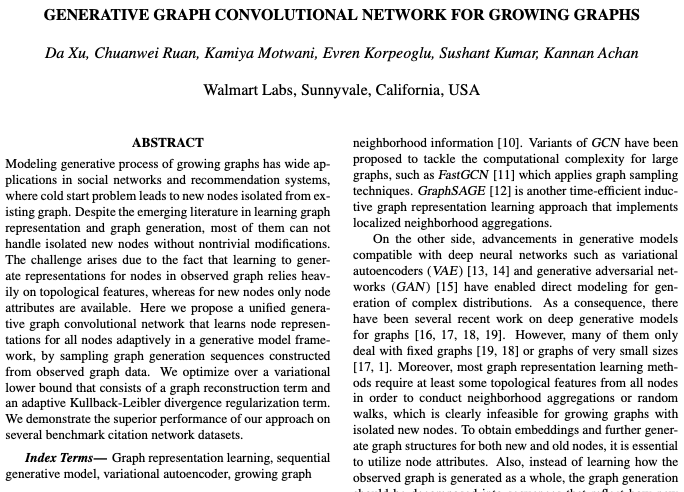 GENERATIVE GRAPH CONVOLUTIONAL NETWORK FOR GROWING GRAPHS
Da Xu, Chuanwei Ruan, Kamiya Motwani, Evren Korpeoglu, Sushant Kumar, Kannan Achan
Walmart Labs, Sunnyvale, California, USA
ABSTRACT
Modeling generative process of growing graphs has wide ap-
plications in social networks and recommendation systems,
where cold start problem leads to new nodes isolated from ex-
isting graph. Despite the emerging literature in learning graph
representation and graph generation, most of them can not
handle isolated new nodes without nontrivial modifications.
The challenge arises due to the fact that learning to gener-
ate representations for nodes in observed graph relies heav-
ily on topological features, whereas for new nodes only node
attributes are available. Here we propose a unified genera-
tive graph convolutional network that learns node represen-
tations for all nodes adaptively in a generative model frame-
work, by sampling graph generation sequences constructed
from observed graph data. We optimize over a variational
lower bound that consists of a graph reconstruction term and
an adaptive Kullback-Leibler divergence regularization term.
We demonstrate the superior performance of our approach on
several benchmark citation network datasets.
Index Terms— Graph representation learning, sequential
generative model, variational autoencoder, growing graph
neighborhood information [10]. Variants of GCN have been
proposed to tackle the computational complexity for large
graphs, such as FastGCN [11] which applies graph sampling
techniques. GraphSAGE [12] is another time-efficient induc-
tive graph representation learning approach that implements
localized neighborhood aggregations.
On the other side, advancements in generative models
compatible with deep neural networks such as variational
autoencoders (VAE) [13, 14] and generative adversarial net-
works (GAN) [15] have enabled direct modeling for gen-
eration of complex distributions. As a consequence, there
have been several recent work on deep generative models
for graphs [16, 17, 18, 19]. However, many of them only
deal with fixed graphs [19, 18] or graphs of very small sizes
[17, 1]. Moreover, most graph representation learning meth-
ods require at least some topological features from all nodes
in order to conduct neighborhood aggregations or random
walks, which is clearly infeasible for growing graphs with
isolated new nodes. To obtain embeddings and further gener-
ate graph structures for both new and old nodes, it is essential
to utilize node attributes. Also, instead of learning how the
observed graph is generated as a whole, the graph generation